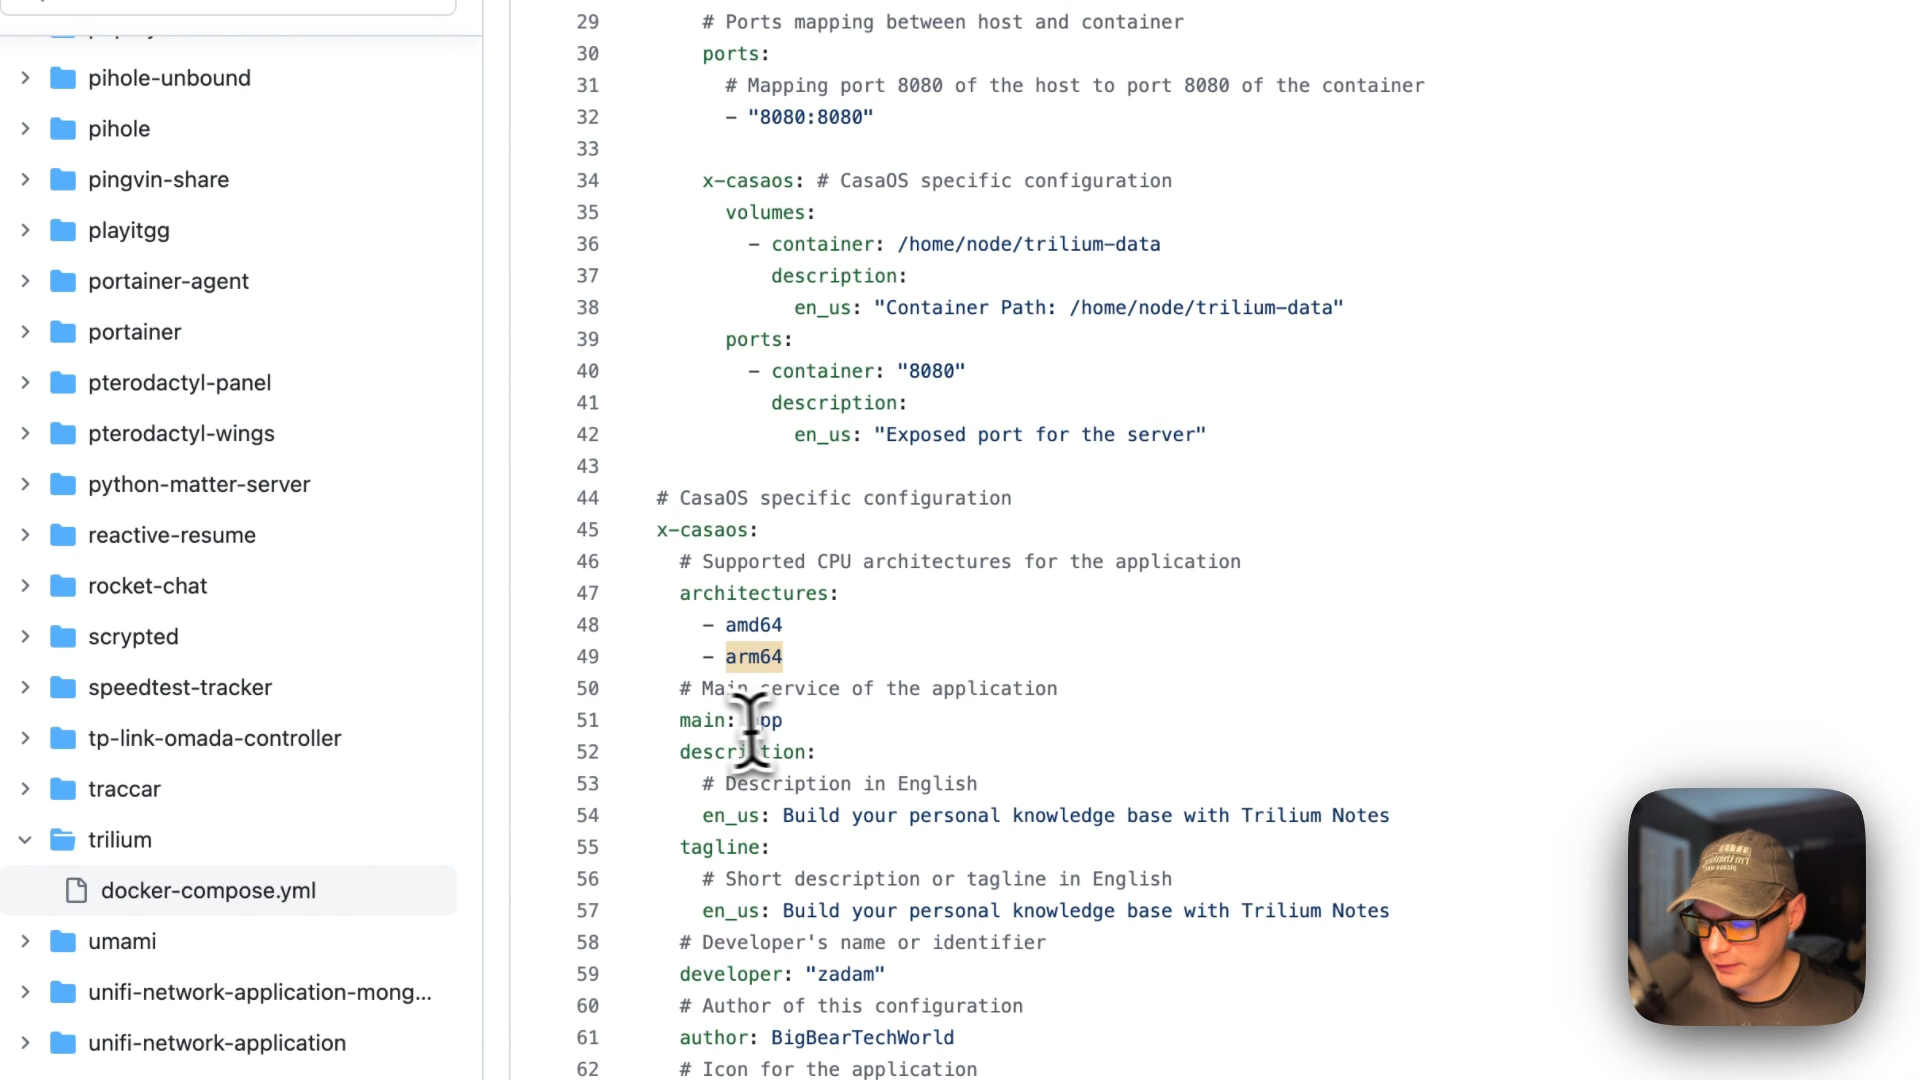 pihole-unbound
pihole
pingvin-share
playitgg
portainer-agent
portainer
pterodactyl-panel
pterodactyl-wings
python-matter-server
reactive-resume
rocket-chat
scrypted
speedtest-tracker
tp-link-omada-controller
traccar
trilium
docker-compose.yml
umami
unifi-network-application-mong...
unifi-network-application
29 # Ports mapping between host and container
30 ports:
31 # Mapping port 8080 of the host to port 8080 of the container
32 - "8080:8080"
33
34 x-casaos: # CasaOS specific configuration
35 volumes:
36 - container: /home/node/trilium-data
37 description:
38 en_us: "Container Path: /home/node/trilium-data"
39 ports:
40 - container: "8080"
41 description:
42 en_us: "Exposed port for the server"
43
44 # CasaOS specific configuration
45 x-casaos:
46 # Supported CPU architectures for the application
47 architectures:
48 - amd64
49 - arm64
50 # Main service of the application
51 main: app
52 description:
53 # Description in English
54 en_us: Build your personal knowledge base with Trilium Notes
55 tagline:
56 # Short description or tagline in English
57 en_us: Build your personal knowledge base with Trilium Notes
58 # Developer's name or identifier
59 developer: "zadam"
60 # Author of this configuration
61 author: BigBearTechWorld
62 # Icon for the application